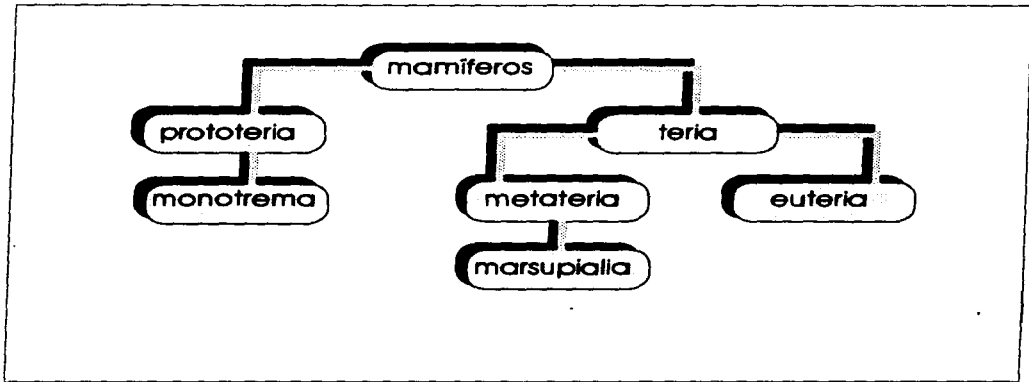 mamíferos
prototeria
teria
monotrema
metateria
euteria
marsupialia